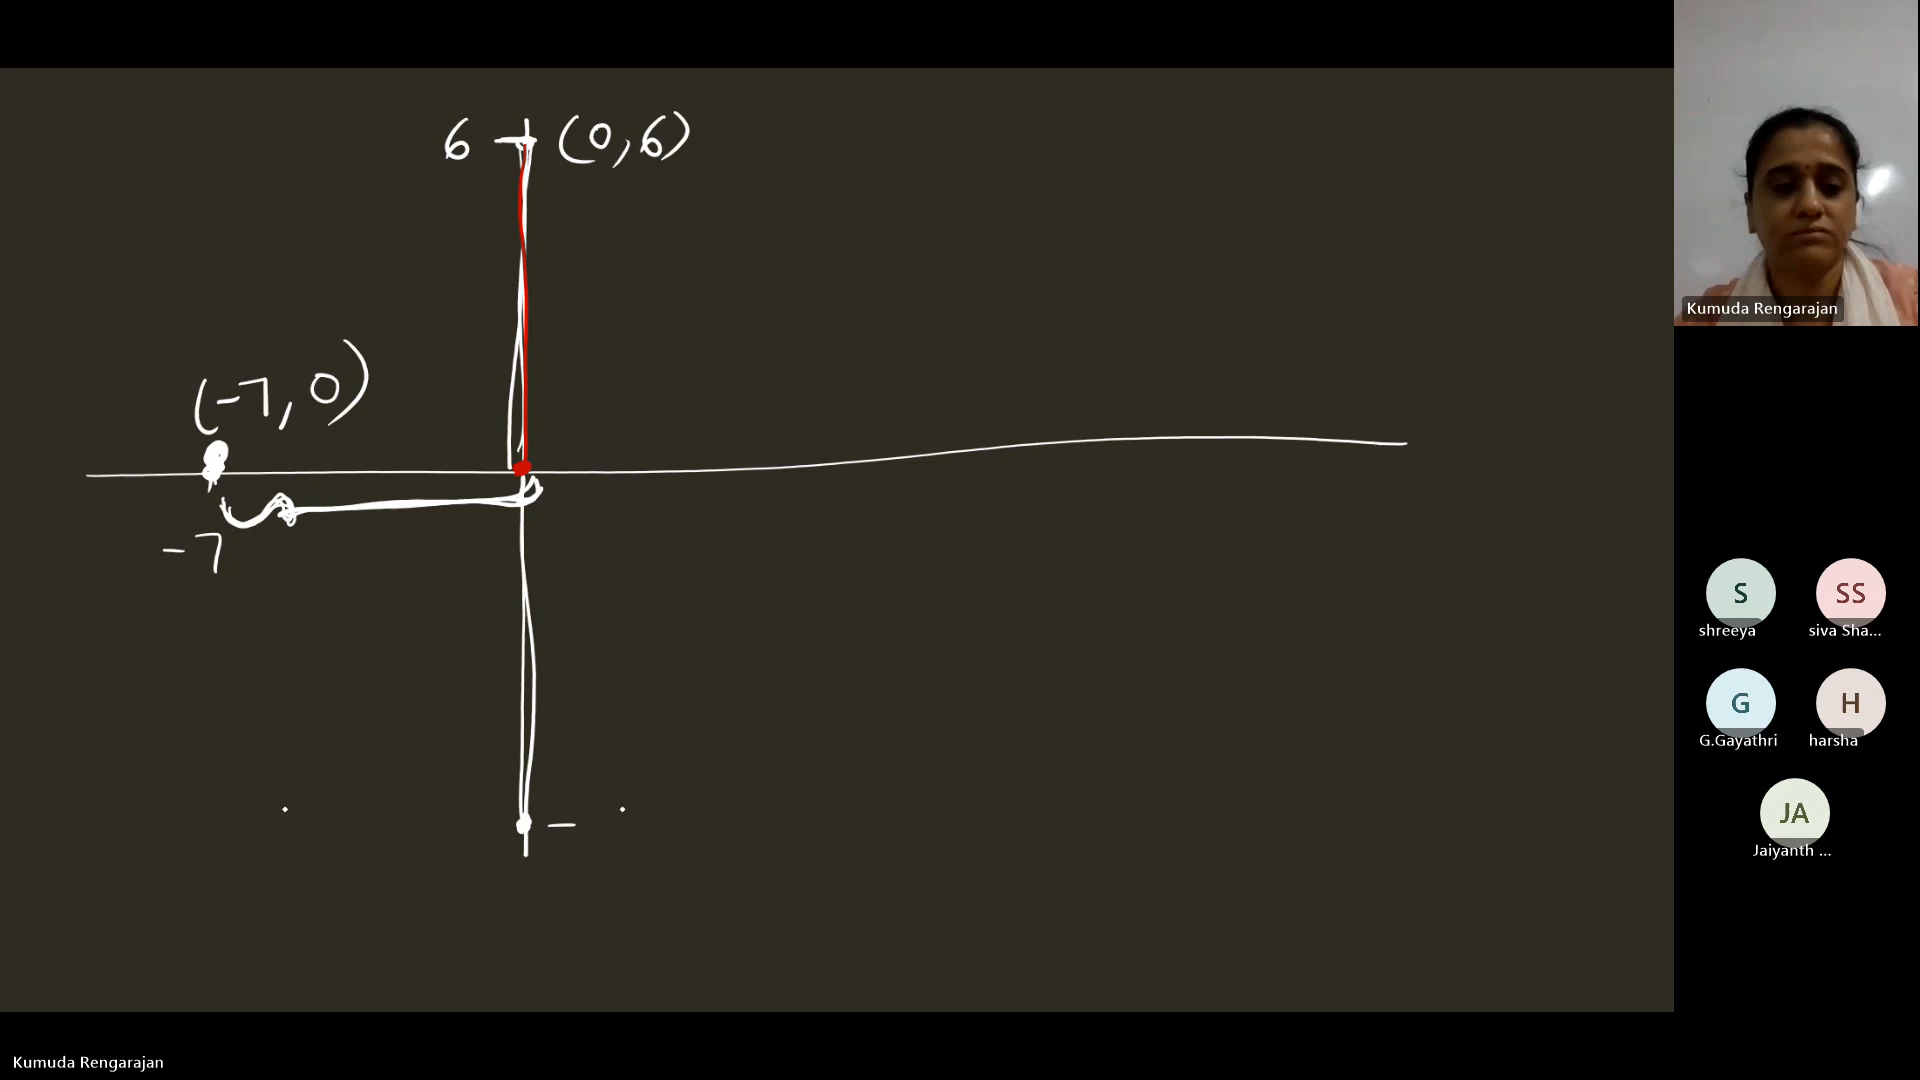 6 (0,6)
(-7,0)
-7
–
Kumuda Rengarajan
S
SS
shreeya
siva Sha...
G
H
G.Gayathri
harsha
JA
Jaiyanth ...
Kumuda Rengarajan